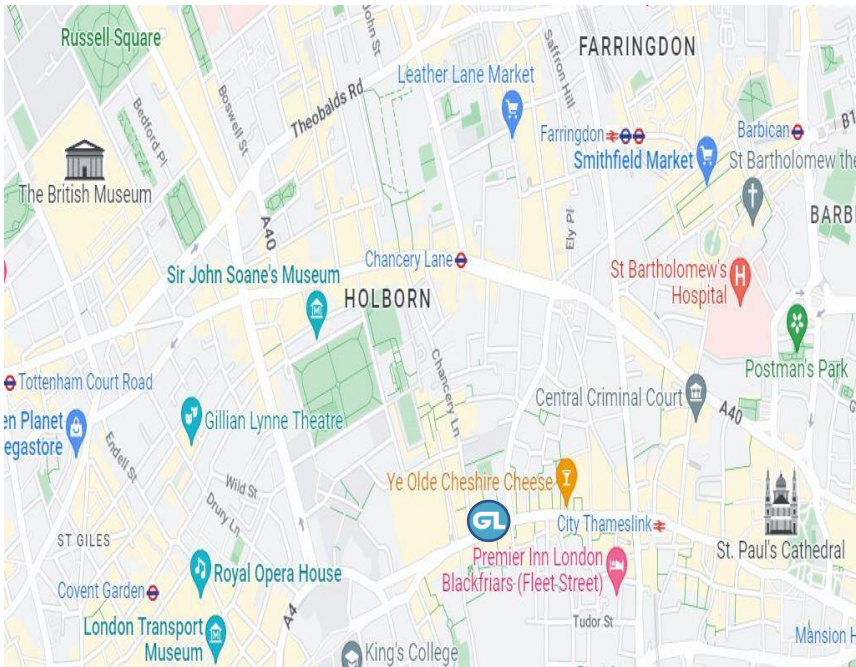 Russell Square
John St
Saffron Hill
FARRINGDON
Leather Lane Market
Theobalds Rd
Boswell St
Bedford Pl
Farringdon
Barbican
B1
Smithfield Market
St Bartholomew the
The British Museum
A40
Ely Pl
BARB
Chancery Lane
St Bartholomew's
Hospital
Sir John Soane's Museum
HOLBORN
Chancery Ln
Postman's Park
Tottenham Court Road
Central Criminal Court
A40
en Planet
egastore
Gillian Lynne Theatre
Endell St
Wild St
Drury Ln
Ye Olde Cheshire Cheese
GL
City Thameslink
St. Paul's Cathedral
ST GILES
Premier Inn London
Blackfriars (Fleet Street)
Royal Opera House
Covent Garden
A4
London Transport
Museum
Tudor St
Mansion H
King's College